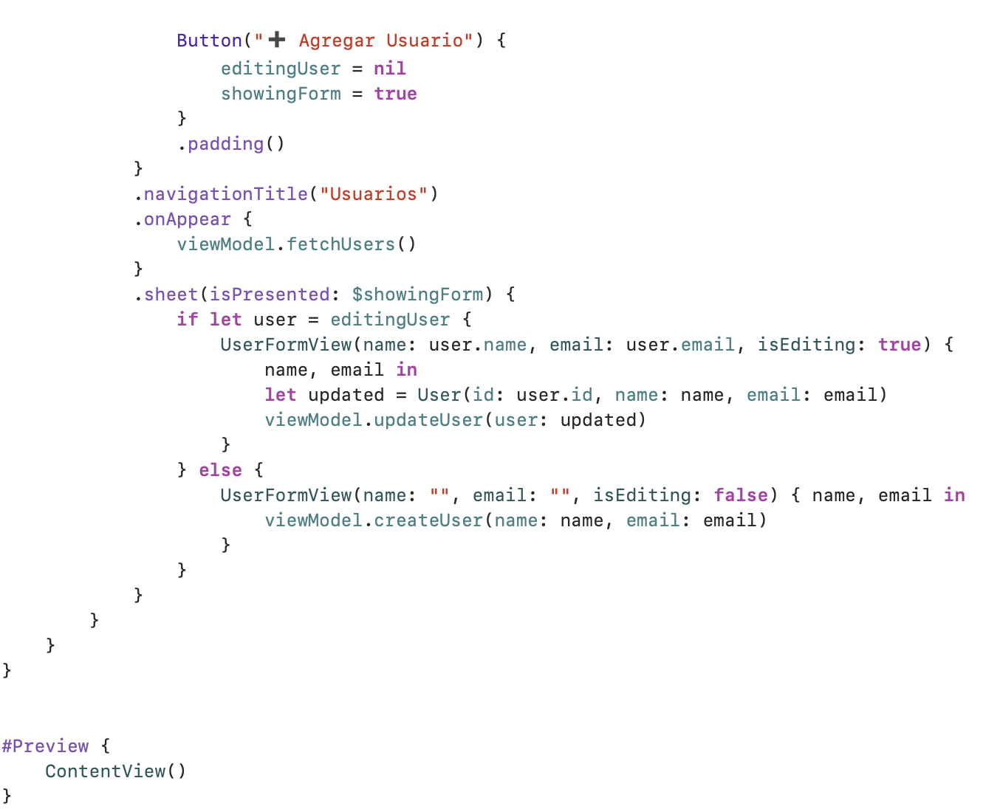 Button("➕ Agregar Usuario") {
editingUser = nil
showingForm = true
}
.padding()
}
.navigationTitle("Usuarios")
.onAppear {
viewModel.fetchUsers()
}
.sheet(isPresented: $showingForm) {
if let user = editingUser {
UserFormView(name: user.name, email: user.email, isEditing: true) {
name, email in
let updated = User(id: user.id, name: name, email: email)
viewModel.updateUser(user: updated)
}
} else {
UserFormView(name: "", email: "", isEditing: false) { name, email in
viewModel.createUser(name: name, email: email)
}
}
}
}
}
}
#Preview {
ContentView()
}